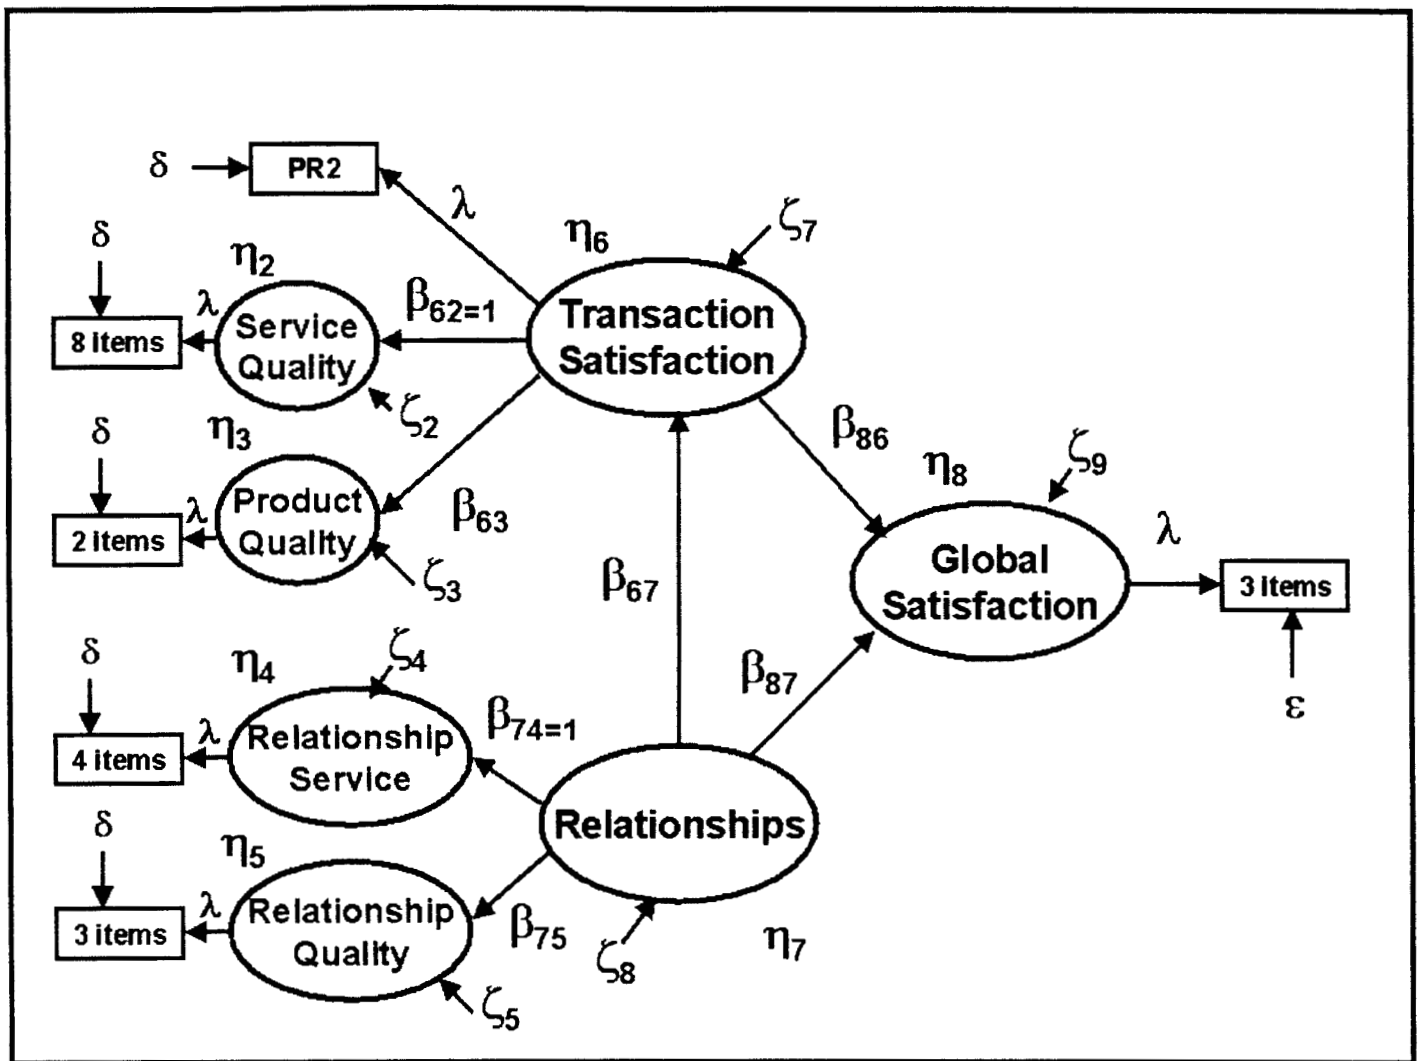 δ
PR2
λ
ζ7
η6
δ
η2
β62=1
Transaction
Satisfaction
λ
8 items
Service
Quality
ζ2
β86
η3
δ
η8
ζ9
Product
Quality
λ
2 items
β63
ζ3
β67
Global
Satisfaction
λ
3 items
ε
δ
η4
ζ4
β87
β74=1
λ
4 items
Relationship
Service
Relationships
δ
η5
λ
3 items
Relationship
Quality
β75
ζ8
η7
ζ5